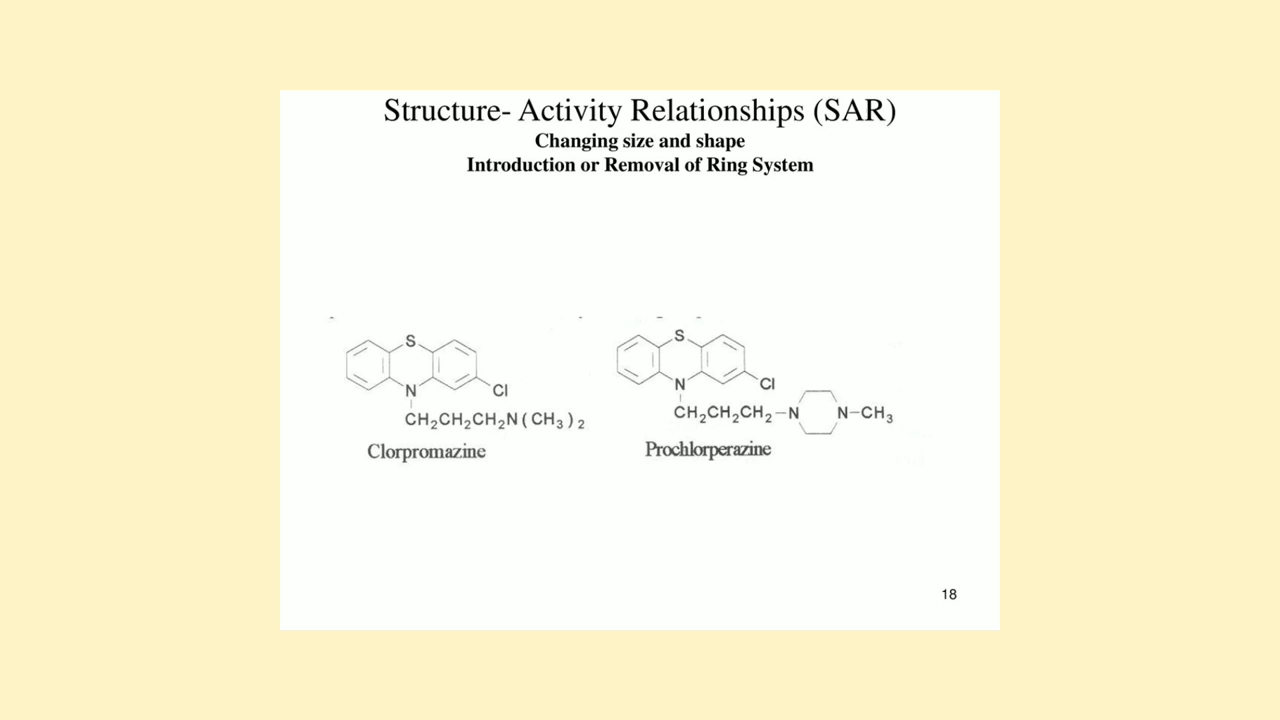 Structure- Activity Relationships (SAR)
Changing size and shape
Introduction or Removal of Ring System
S
N
Cl
CH₂CH₂CH₂N(CH₃)₂
Clorpromazine
S
N
Cl
CH₂CH₂CH₂–N
N–CH₃
Prochlorperazine
18